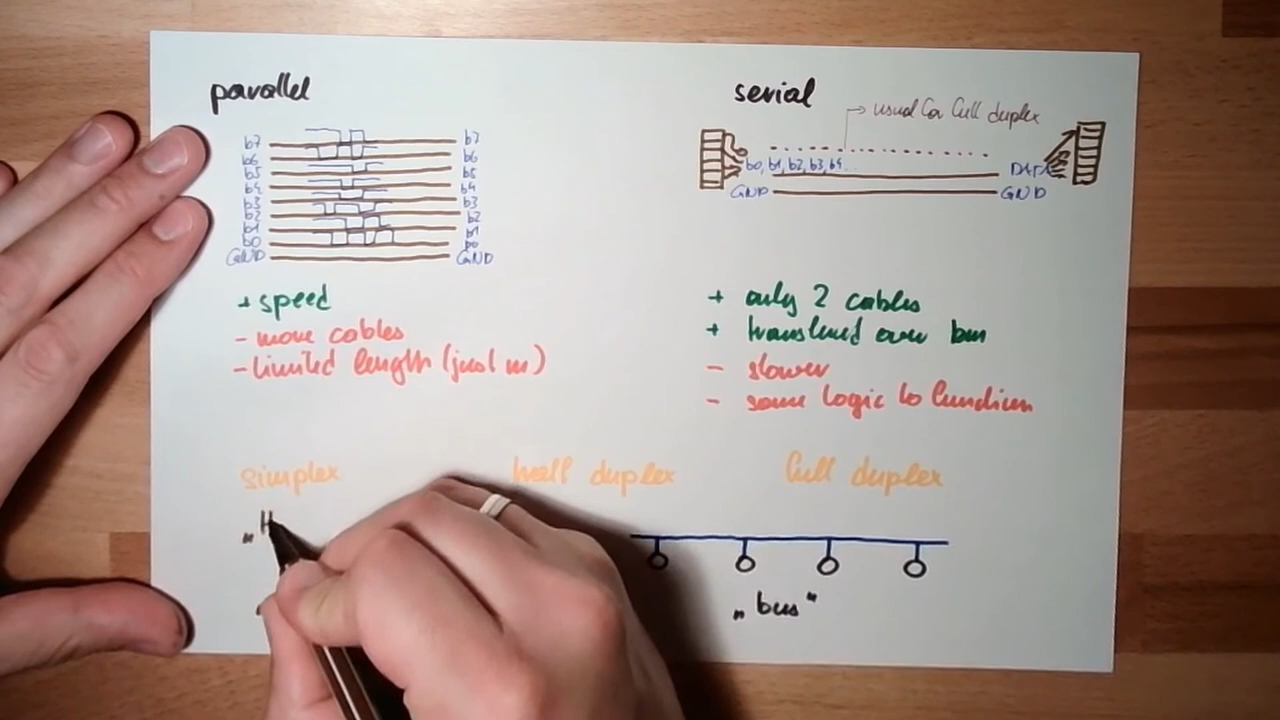 parallel
b7 b7
b6 b6
b5 b5
b4 b4
b3 b3
b2 b2
b1 b1
b0 b0
GND GND
+ speed
- more cables
- limited length (just m)
serial
usual for full duplex
b0, b1, b2, b3, b4... DATA
GND GND
+ only 2 cables
+ transfered over bus
- slower
- some logic to function
simplex half duplex full duplex
„H
„bus“